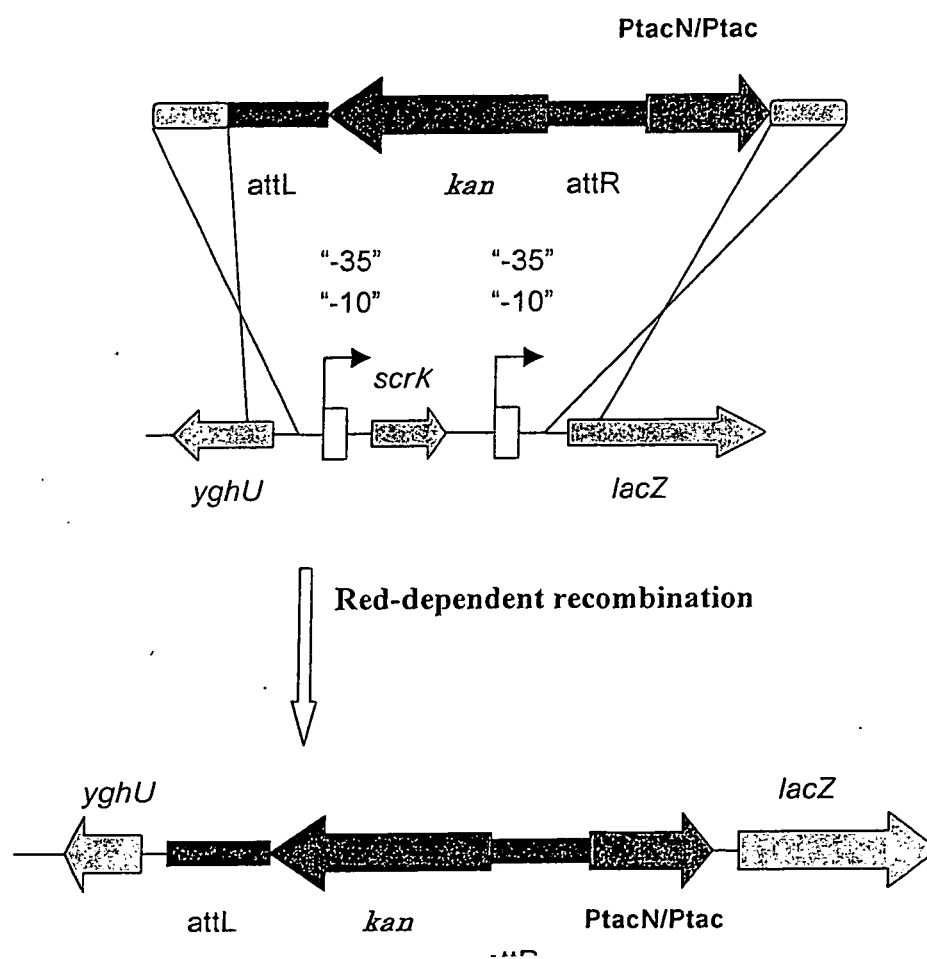 PtacN/Ptac
attL kan attR
“-35” “-35”
“-10” “-10”
scrK
yghU lacZ
Red-dependent recombination
yghU lacZ
attL kan PtacN/Ptac